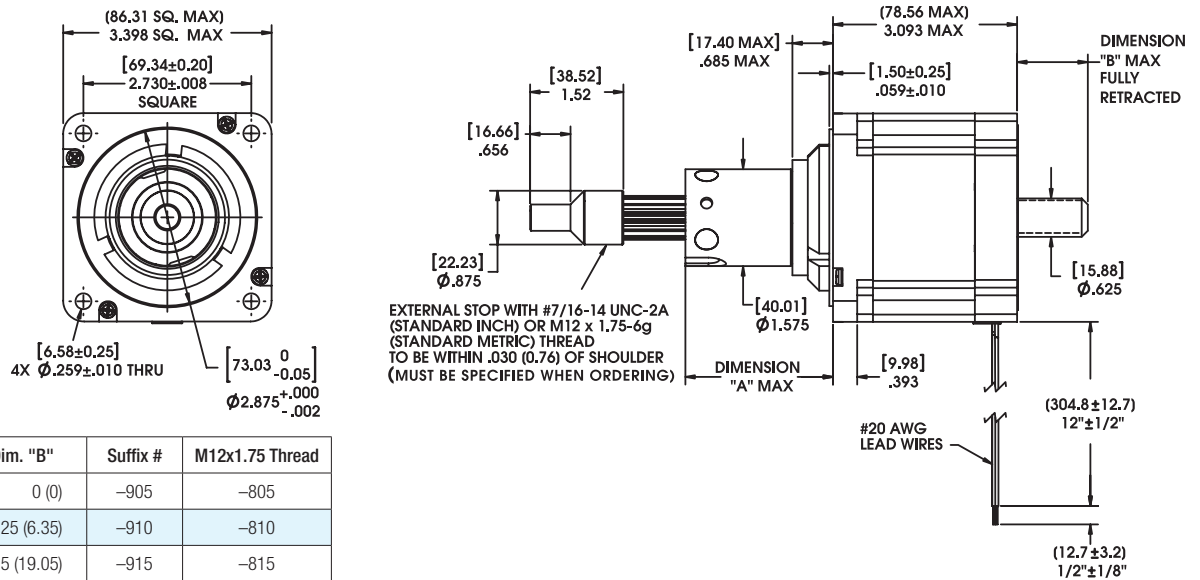 (86.31 SQ. MAX)
3.398 SQ. MAX
[69.34±0.20]
2.730±.008
SQUARE
[6.58±0.25]
4X Ø.259±.010 THRU
[73.03 0 -0.05]
Ø2.875 +.000 -.002
(78.56 MAX)
3.093 MAX
[17.40 MAX]
.685 MAX
[1.50±0.25]
.059±.010
DIMENSION
"B" MAX
FULLY
RETRACTED
[38.52]
1.52
[16.66]
.656
[22.23]
Ø.875
EXTERNAL STOP WITH #7/16-14 UNC-2A
(STANDARD INCH) OR M12 x 1.75-6g
(STANDARD METRIC) THREAD
TO BE WITHIN .030 (0.76) OF SHOULDER
(MUST BE SPECIFIED WHEN ORDERING)
[40.01]
Ø1.575
DIMENSION
"A" MAX
[9.98]
.393
[15.88]
Ø.625
#20 AWG
LEAD WIRES
(304.8±12.7)
12"±1/2"
(12.7±3.2)
1/2"±1/8"
"B" Suffix # M12x1.75 Thread
0 (0) –905 –805
25 (6.35) –910 –810
5 (19.05) –915 –815